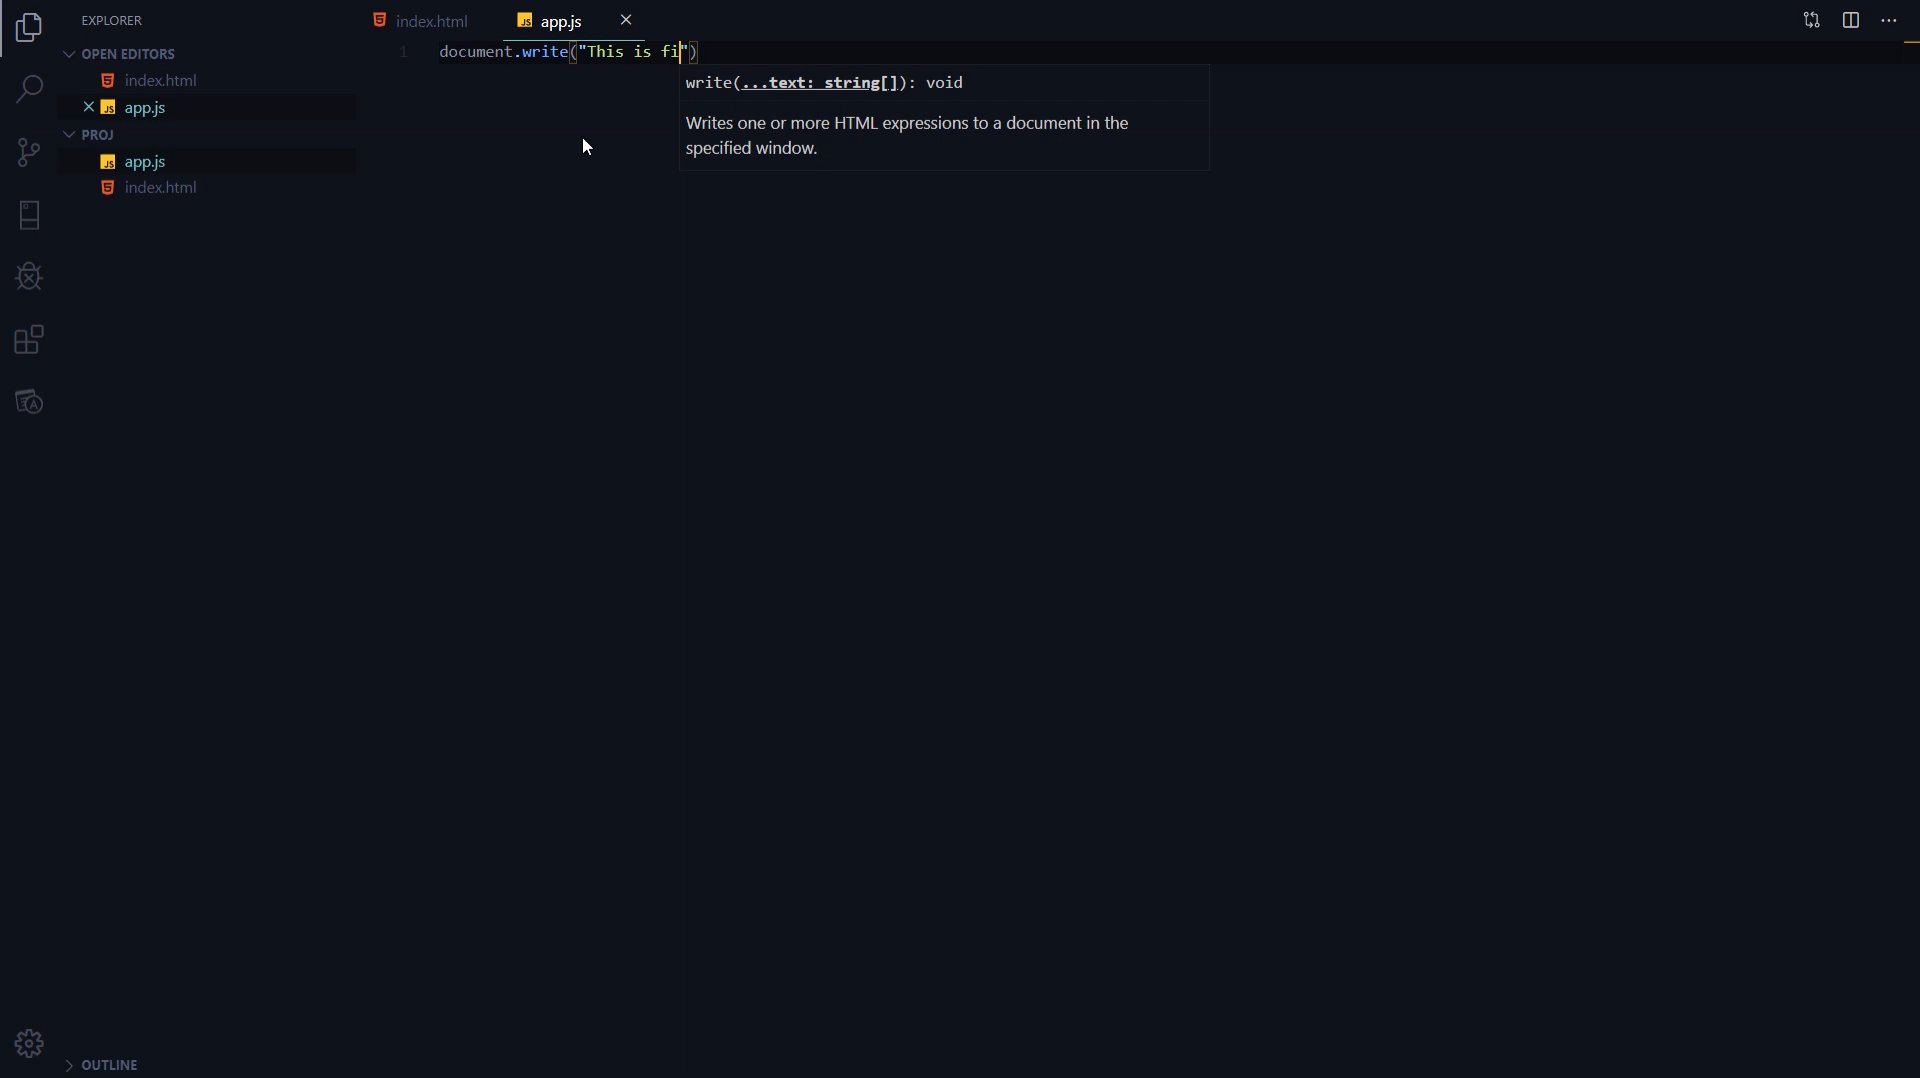 EXPLORER
OPEN EDITORS
index.html
app.js
PROJ
app.js
index.html
OUTLINE
index.html
app.js
1 document.write("This is fi")
write(...text: string[]): void
Writes one or more HTML expressions to a document in the
specified window.